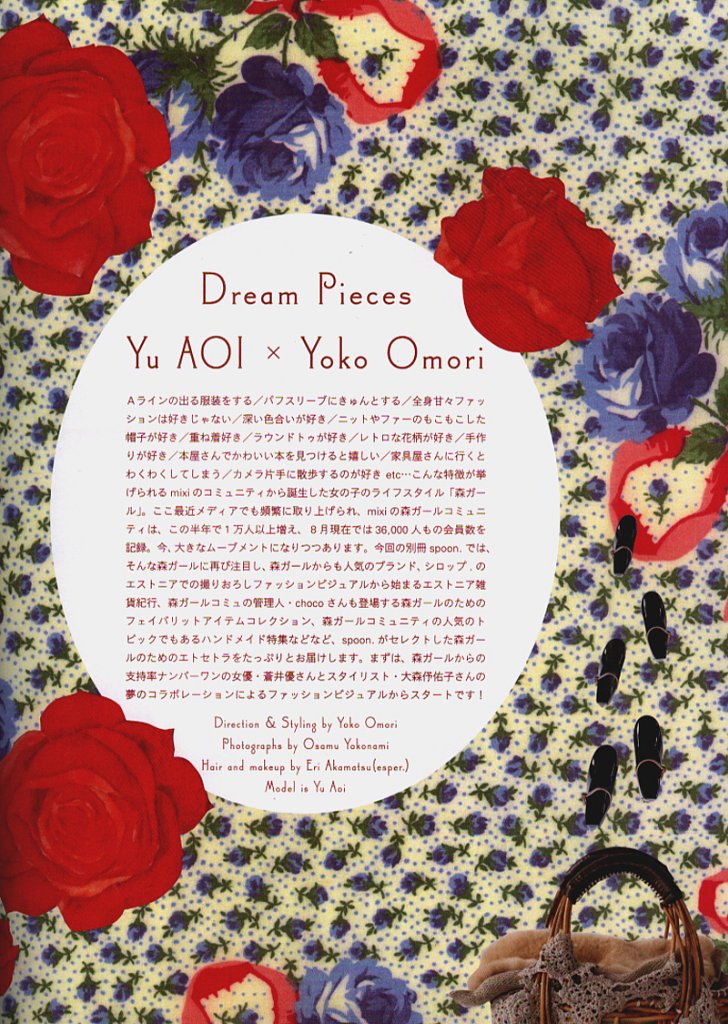 Dream Pieces
Yu AOI × Yoko Omori
Aラインの出る服装をする／パフスリーブにきゅんとする／全身甘々ファッ
ションは好きじゃない／深い色合いが好き／ニットやファーのもこもこした
帽子が好き／重ね着好き／ラウンドトゥが好き／レトロな花柄が好き／手作
りが好き／本屋さんでかわいい本を見つけると嬉しい／家具屋さんに行くと
わくわくしてしまう／カメラ片手に散歩するのが好き etc…こんな特徴が挙
げられる mixi のコミュニティから誕生した女の子のライフスタイル「森ガー
ル」。ここ最近メディアでも頻繁に取り上げられ、mixi の森ガールコミュニ
ティは、この半年で１万人以上増え、８月現在では 36,000 人もの会員数を
記録。今、大きなムーブメントになりつつあります。今回の別冊 spoon. では、
そんな森ガールに再び注目し、森ガールからも人気のブランド、シロップ . の
エストニアでの撮りおろしファッションビジュアルから始まるエストニア雑
貨紀行、森ガールコミュの管理人・choco さんも登場する森ガールのための
フェイバリットアイテムコレクション、森ガールコミュニティの人気のト
ピックでもあるハンドメイド特集などなど、spoon. がセレクトした森ガー
ルのためのエトセトラをたっぷりとお届けします。まずは、森ガールからの
支持率ナンバーワンの女優・蒼井優さんとスタイリスト・大森伃佑子さんの
夢のコラボレーションによるファッションビジュアルからスタートです！
Direction & Styling by Yoko Omori
Photographs by Osamu Yokonami
Hair and makeup by Eri Akamatsu(esper.)
Model is Yu Aoi